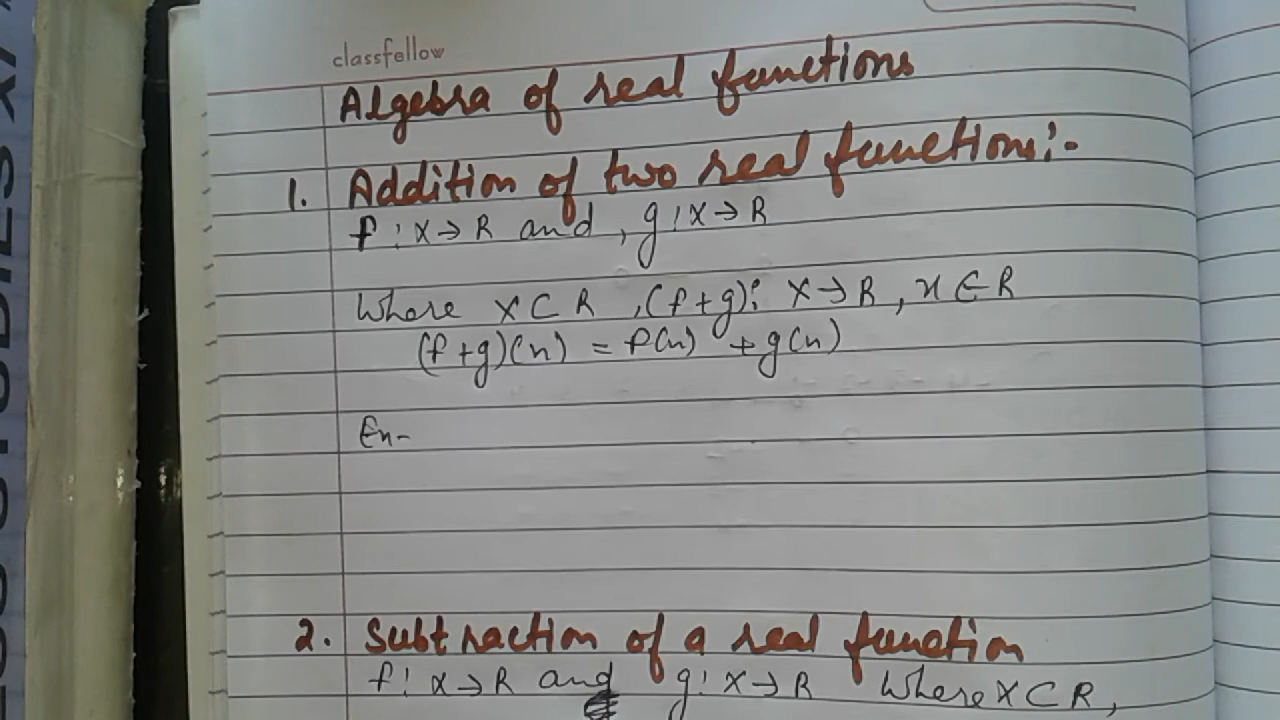 classfellow
Algebra of real functions
1. Addition of two real functions:-
f : X → R and , g : X → R
Where X ⊂ R , (f+g): X → R , x ∈ R
(f+g)(x) = f(x) + g(x)
Ex-
2. Subtraction of a real function
f : X → R and g : X → R Where X ⊂ R,